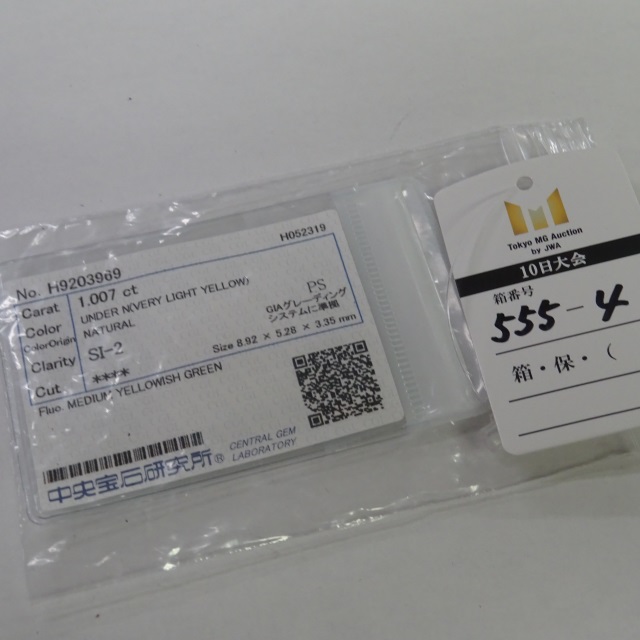 No H9203969 H052319
Carat 1.007 ct
Color UNDER N(VERY LIGHT YELLOW)
ColorOrigin NATURAL
PS
GIAグレーディング
システムに準拠
Clarity SI-2 Size 8.92 × 5.28 × 3.35 mm
Cut ****
Fluo. MEDIUM YELLOWISH GREEN
中央宝石研究所® CENTRAL GEM
LABORATORY
Tokyo MG Auction
by JWA
10日大会
箱番号
555-4
箱・保・(